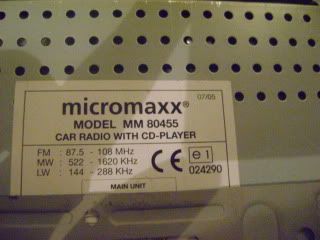 07/05
micromaxx®
MODEL MM 80455
CAR RADIO WITH CD-PLAYER
FM : 87.5 - 108 MHz
MW : 522 - 1620 KHz
LW : 144 - 288 KHz
CE
e1
024290
MAIN UNIT